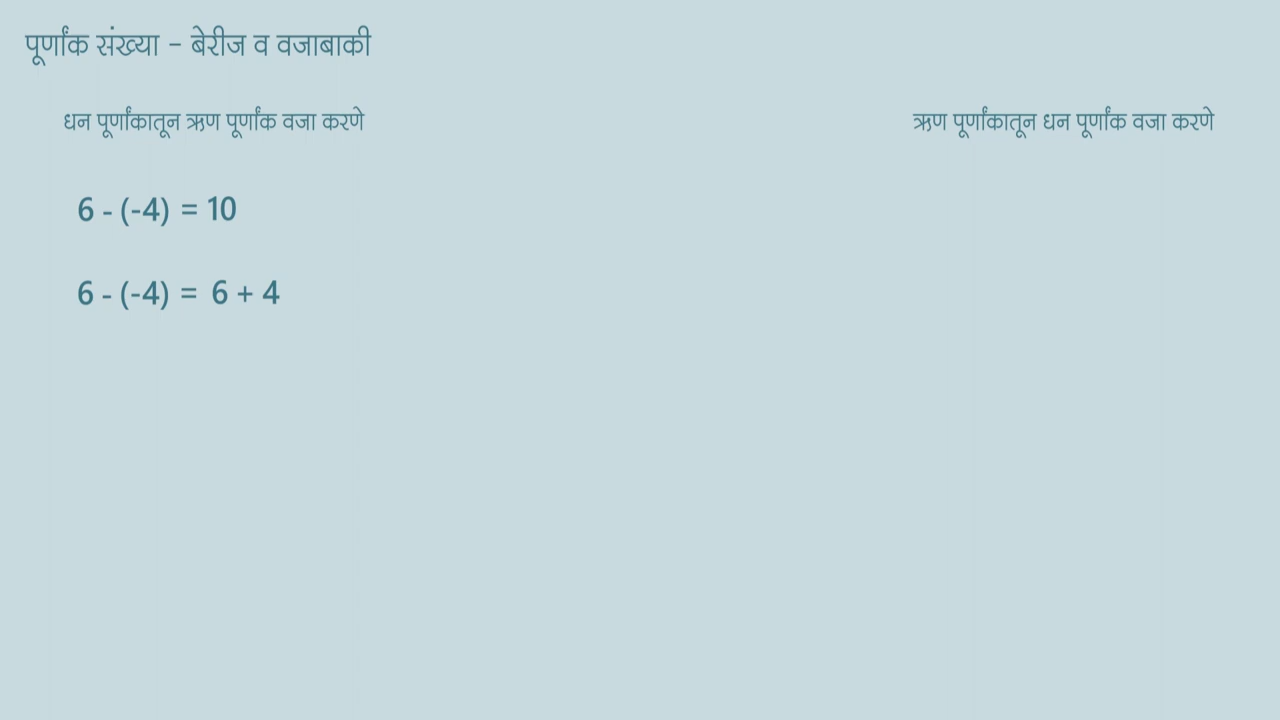 पूर्णांक संख्या - बेरीज व वजाबाकी
धन पूर्णांकातून ऋण पूर्णांक वजा करणे
ऋण पूर्णांकातून धन पूर्णांक वजा करणे
6 - (-4) = 10
6 - (-4) = 6 + 4